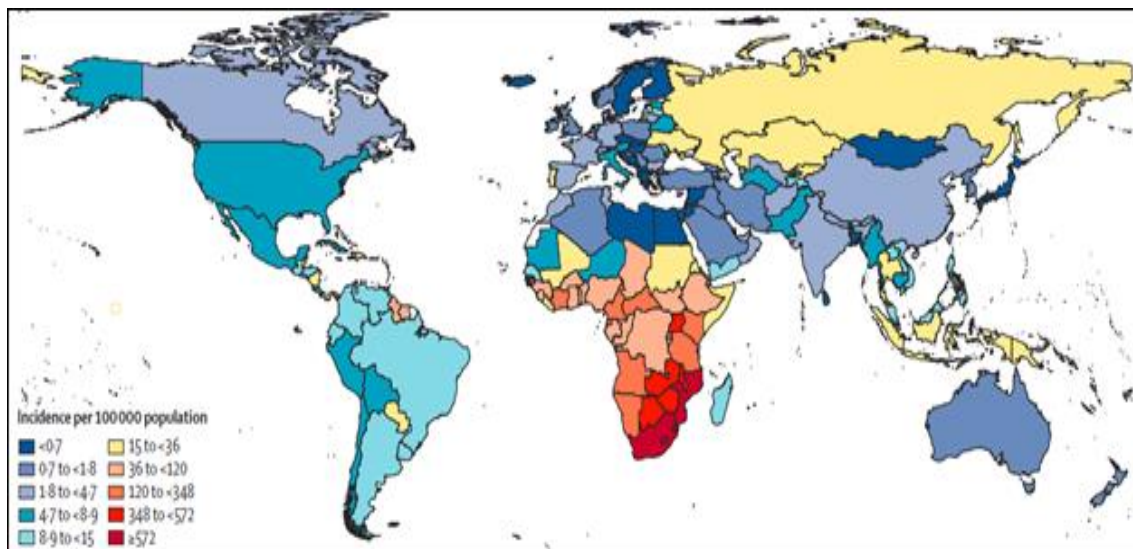 Incidence per 100 000 population
<0·7
0·7 to <1·8
1·8 to <4·7
4·7 to <8·9
8·9 to <15
15 to <36
36 to <120
120 to <348
348 to <572
≥572